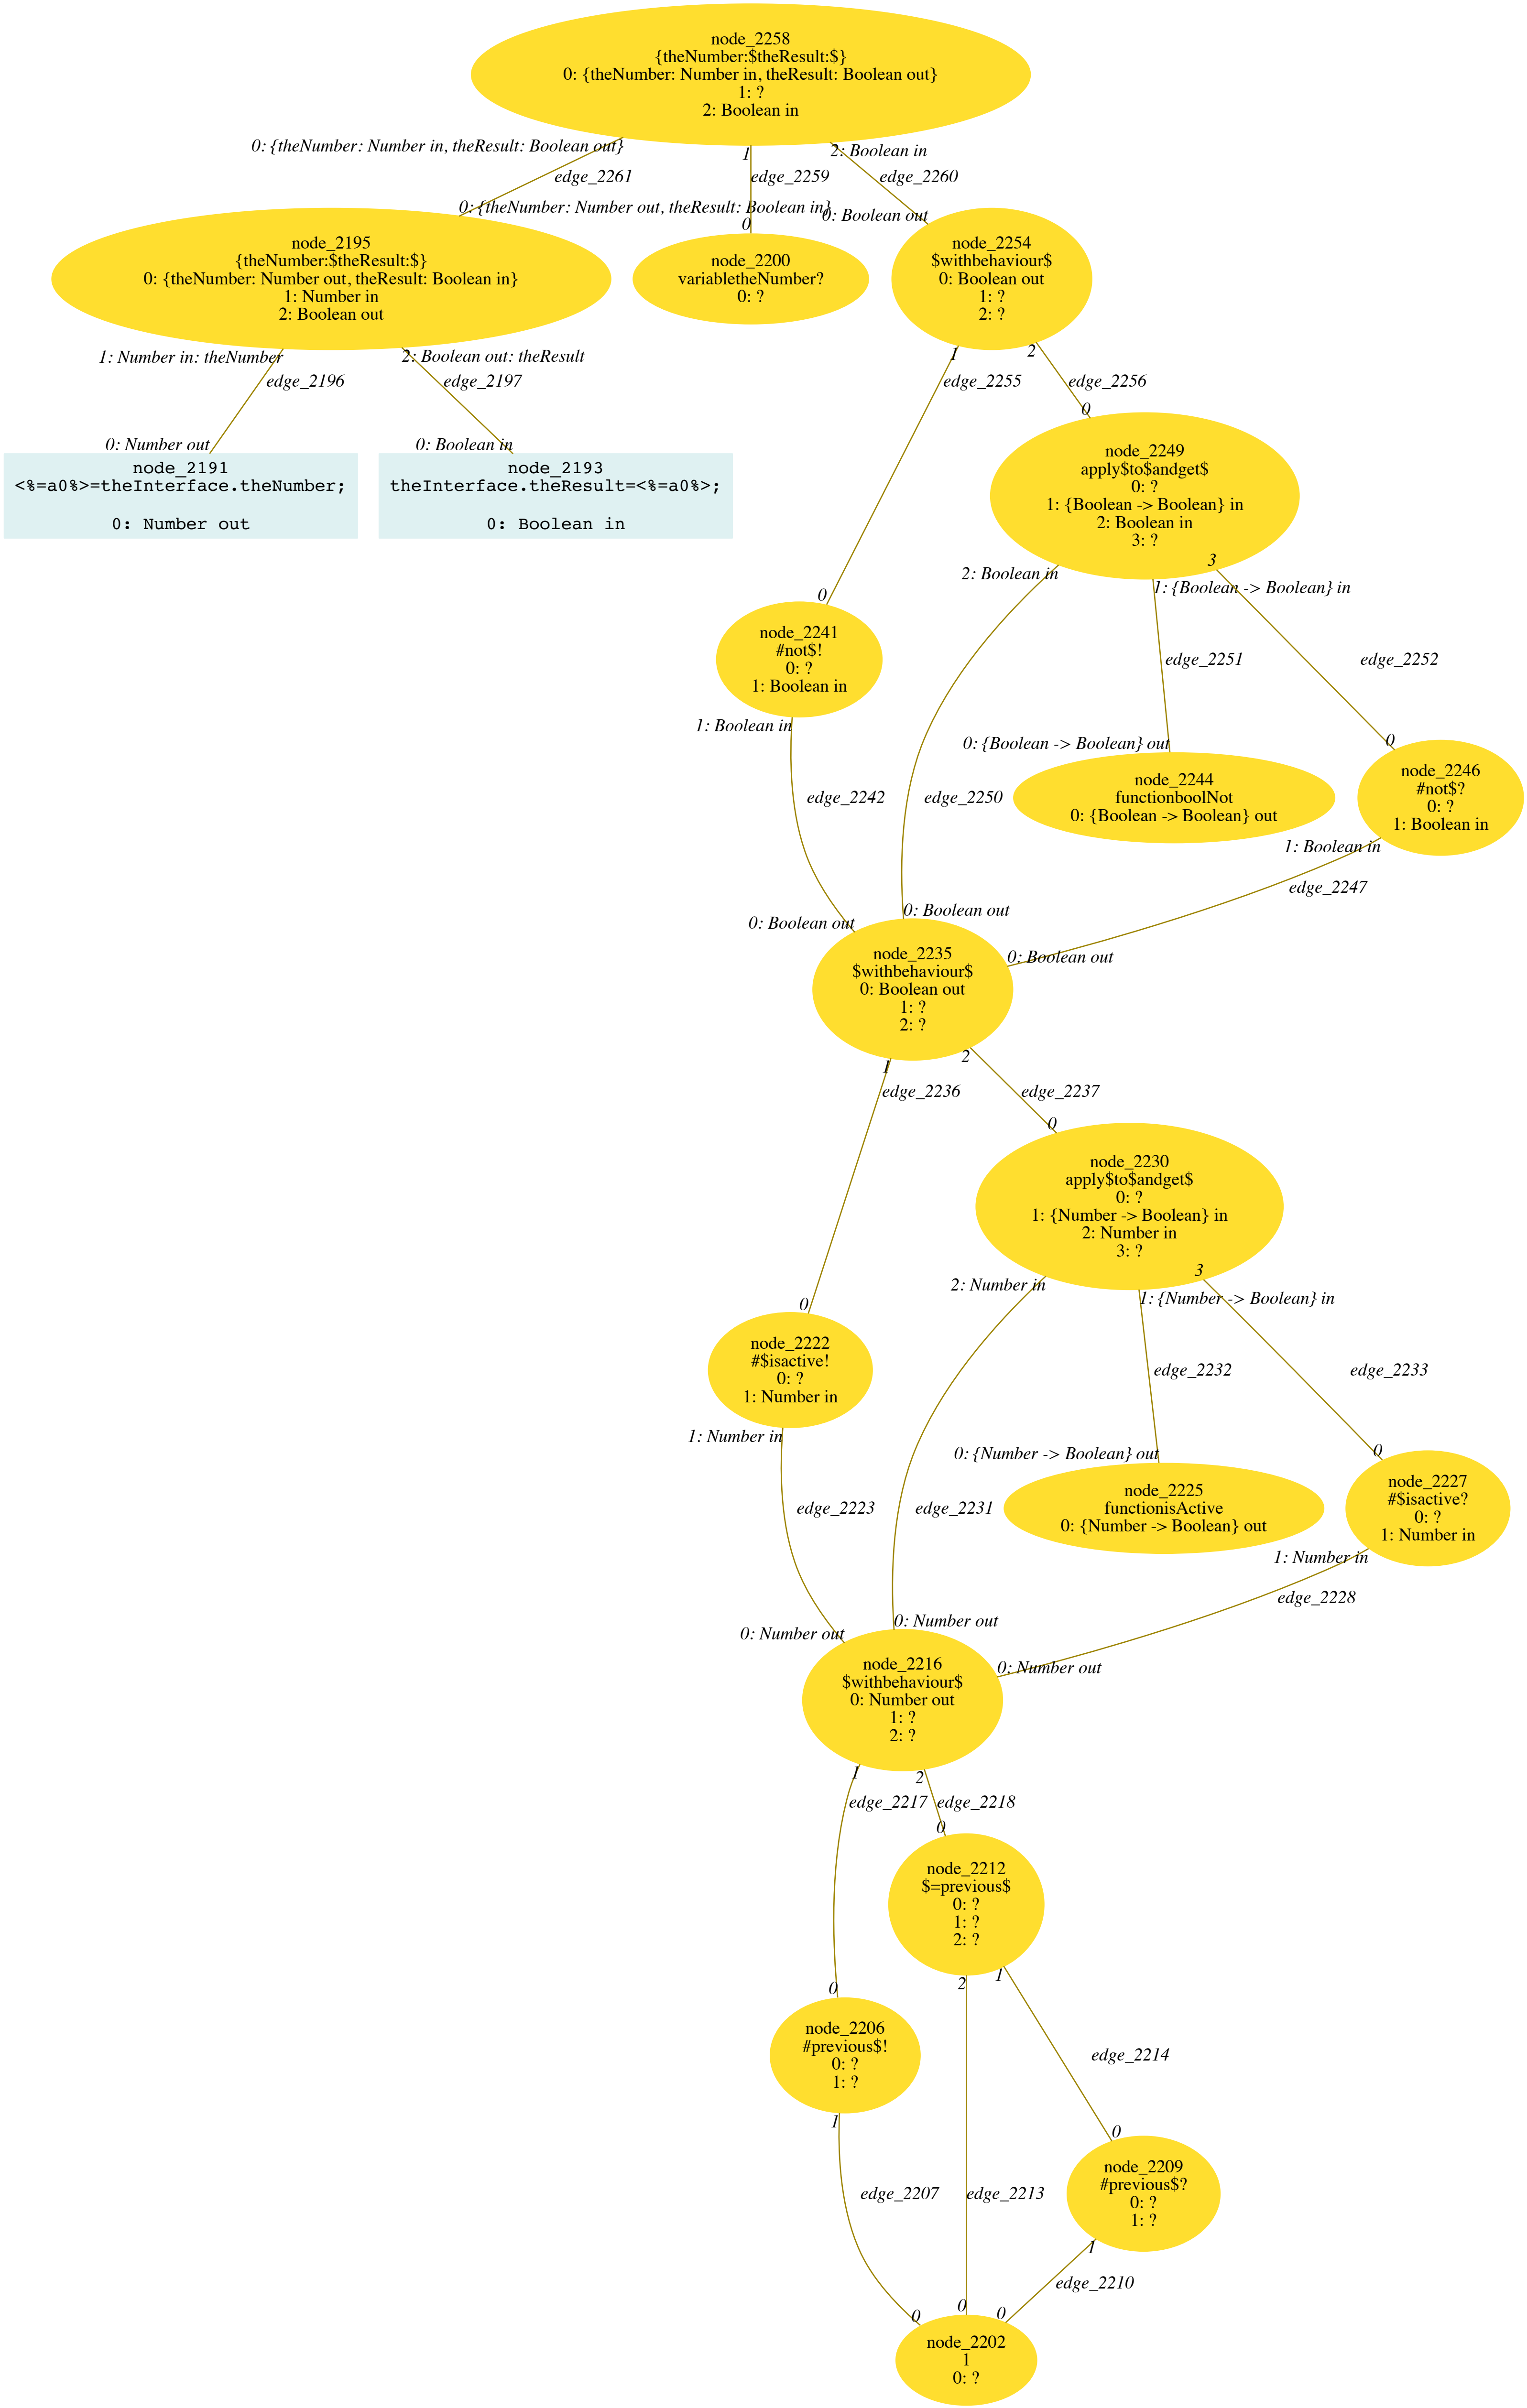 node_2258
{theNumber:$theResult:$}
0: {theNumber: Number in, theResult: Boolean out}
1: ?
2: Boolean in
0: {theNumber: Number in, theResult: Boolean out}
1
2: Boolean in
edge_2261
edge_2259
edge_2260
0: {theNumber: Number out, theResult: Boolean in}
0
0: Boolean out
node_2195
{theNumber:$theResult:$}
0: {theNumber: Number out, theResult: Boolean in}
1: Number in
2: Boolean out
node_2200
variabletheNumber?
0: ?
node_2254
$withbehaviour$
0: Boolean out
1: ?
2: ?
1: Number in: theNumber
2: Boolean out: theResult
1
2
edge_2196
edge_2197
edge_2255
edge_2256
0: Number out
0: Boolean in
0
node_2191
<%=a0%>=theInterface.theNumber;
0: Number out
node_2193
theInterface.theResult=<%=a0%>;
0: Boolean in
node_2249
apply$to$andget$
0: ?
1: {Boolean -> Boolean} in
2: Boolean in
3: ?
2: Boolean in
1: {Boolean -> Boolean} in
3
0
node_2241
#not$!
0: ?
1: Boolean in
edge_2251
edge_2252
1: Boolean in
0: {Boolean -> Boolean} out
0
edge_2242
edge_2250
node_2244
functionboolNot
0: {Boolean -> Boolean} out
node_2246
#not$?
0: ?
1: Boolean in
1: Boolean in
edge_2247
0: Boolean out
0: Boolean out
0: Boolean out
node_2235
$withbehaviour$
0: Boolean out
1: ?
2: ?
1
2
edge_2236
edge_2237
0
node_2230
apply$to$andget$
0: ?
1: {Number -> Boolean} in
2: Number in
3: ?
2: Number in
1: {Number -> Boolean} in
3
0
node_2222
#$isactive!
0: ?
1: Number in
edge_2232
edge_2233
1: Number in
0: {Number -> Boolean} out
0
edge_2223
edge_2231
node_2225
functionisActive
0: {Number -> Boolean} out
node_2227
#$isactive?
0: ?
1: Number in
1: Number in
edge_2228
0: Number out
0: Number out
0: Number out
node_2216
$withbehaviour$
0: Number out
1: ?
2: ?
1
2
edge_2217
edge_2218
0
node_2212
$=previous$
0: ?
1: ?
2: ?
2
1
0
node_2206
#previous$!
0: ?
1: ?
edge_2214
1
0
edge_2207
edge_2213
node_2209
#previous$?
0: ?
1: ?
1
edge_2210
0
0
0
node_2202
1
0: ?